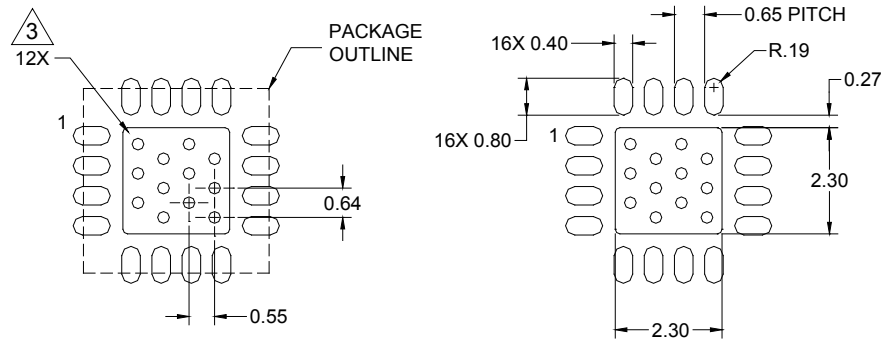 3
12X
PACKAGE
OUTLINE
1
0.64
0.55
0.65 PITCH
16X 0.40
R.19
0.27
16X 0.80
1
2.30
2.30